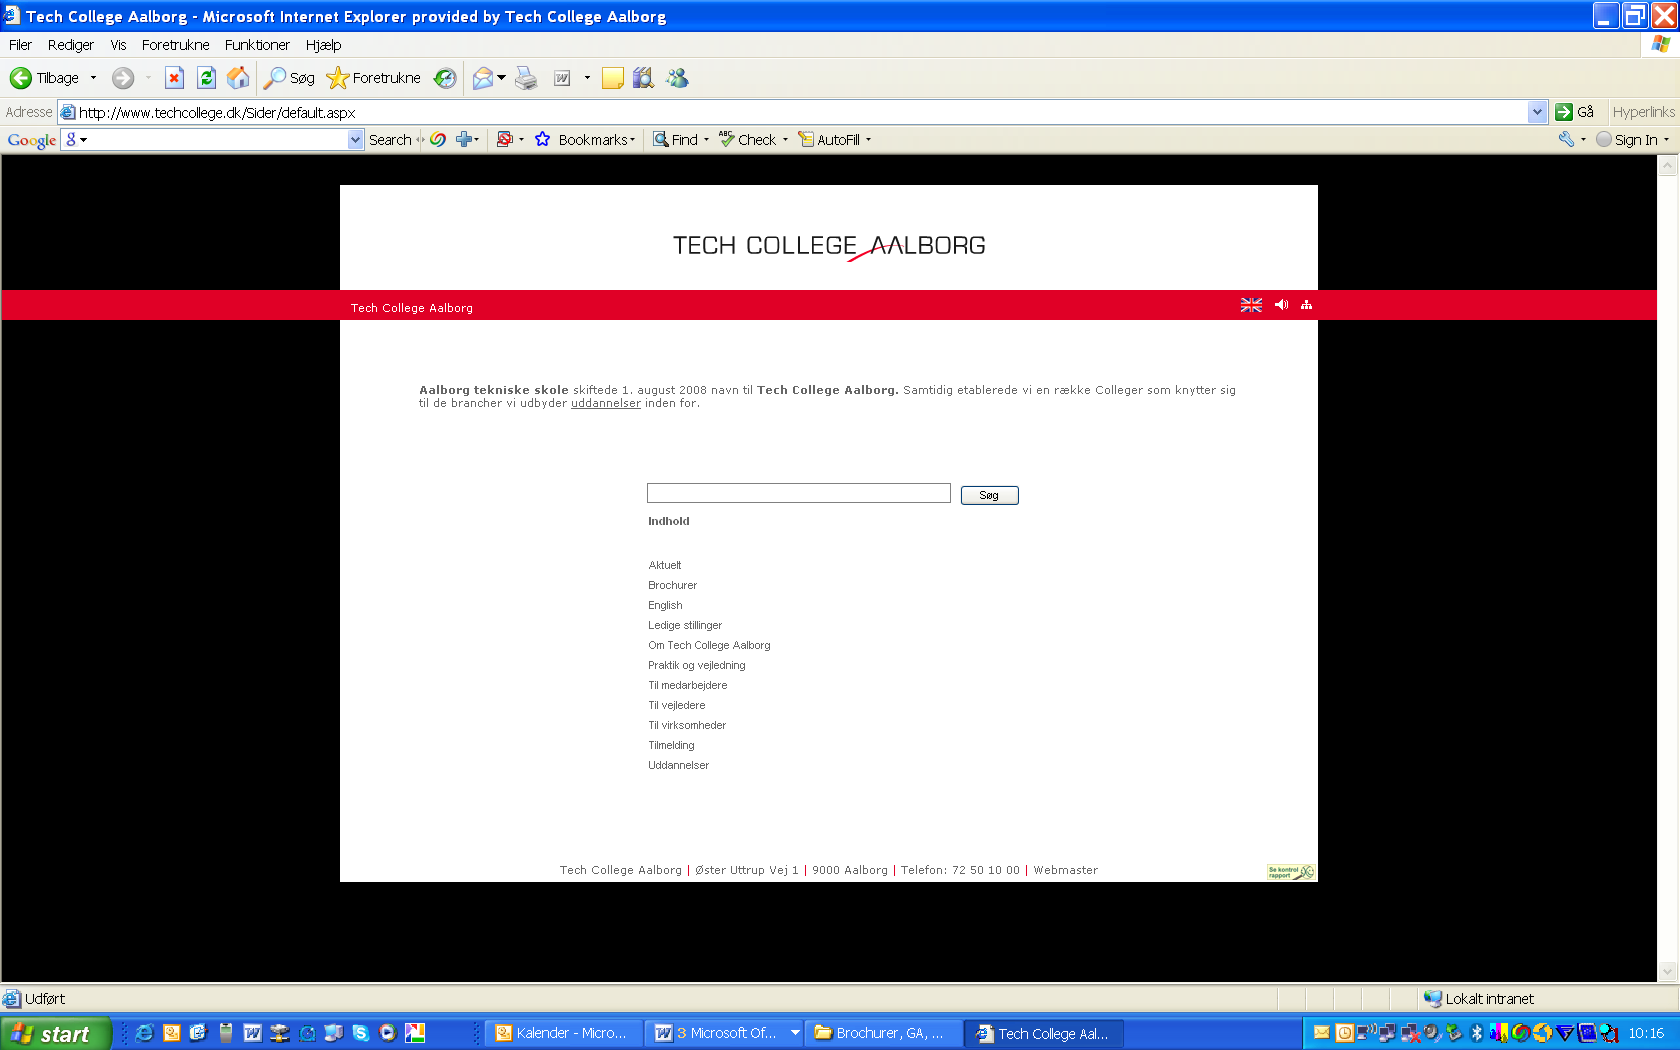 Tech College Aalborg - Microsoft Internet Explorer provided by Tech College Aalborg
Filer Rediger Vis Foretrukne Funktioner Hjælp
Tilbage Søg Foretrukne
Adresse http://www.techcollege.dk/Sider/default.aspx Gå Hyperlinks
Google Search Bookmarks Find Check AutoFill Sign In
TECH COLLEGE AALBORG
Tech College Aalborg
Aalborg tekniske skole skiftede 1. august 2008 navn til Tech College Aalborg. Samtidig etablerede vi en række Colleger som knytter sig
til de brancher vi udbyder uddannelser inden for.
Søg
Indhold
Aktuelt
Brochurer
English
Ledige stillinger
Om Tech College Aalborg
Praktik og vejledning
Til medarbejdere
Til vejledere
Til virksomheder
Tilmelding
Uddannelser
Tech College Aalborg | Øster Uttrup Vej 1 | 9000 Aalborg | Telefon: 72 50 10 00 | Webmaster
Se kontrol
rapport
Udført Lokalt intranet
start Kalender - Micro... 3 Microsoft Of... Brochurer, GA, ... Tech College Aal... 10:16